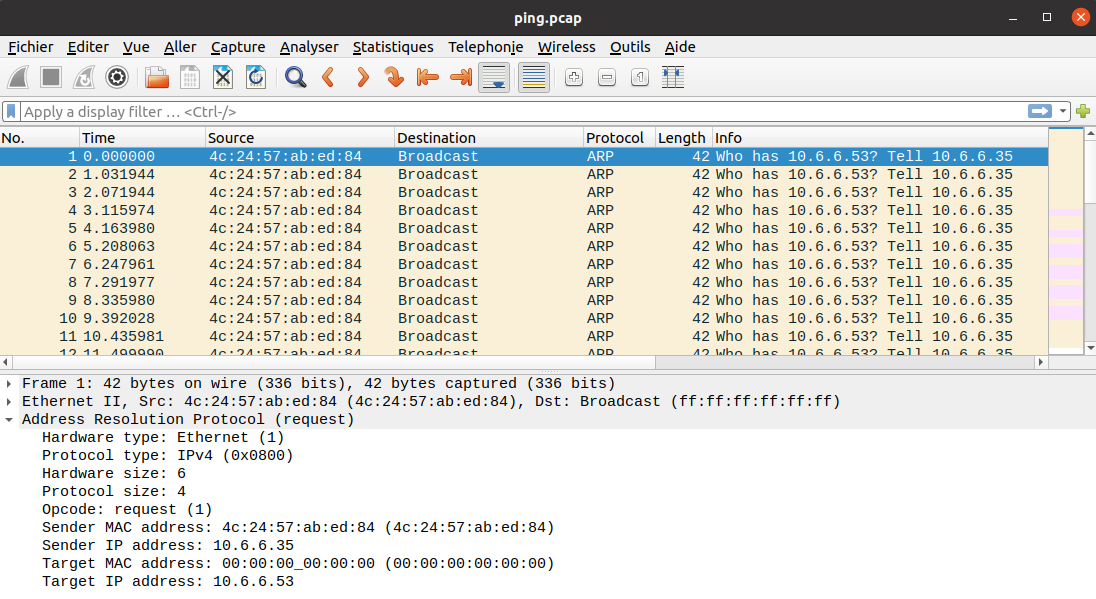 ping.pcap
Fichier Editer Vue Aller Capture Analyser Statistiques Telephonie Wireless Outils Aide
Apply a display filter … <Ctrl-/>
No. Time Source Destination Protocol Length Info
1 0.000000 4c:24:57:ab:ed:84 Broadcast ARP 42 Who has 10.6.6.53? Tell 10.6.6.35
2 1.031944 4c:24:57:ab:ed:84 Broadcast ARP 42 Who has 10.6.6.53? Tell 10.6.6.35
3 2.071944 4c:24:57:ab:ed:84 Broadcast ARP 42 Who has 10.6.6.53? Tell 10.6.6.35
4 3.115974 4c:24:57:ab:ed:84 Broadcast ARP 42 Who has 10.6.6.53? Tell 10.6.6.35
5 4.163980 4c:24:57:ab:ed:84 Broadcast ARP 42 Who has 10.6.6.53? Tell 10.6.6.35
6 5.208063 4c:24:57:ab:ed:84 Broadcast ARP 42 Who has 10.6.6.53? Tell 10.6.6.35
7 6.247961 4c:24:57:ab:ed:84 Broadcast ARP 42 Who has 10.6.6.53? Tell 10.6.6.35
8 7.291977 4c:24:57:ab:ed:84 Broadcast ARP 42 Who has 10.6.6.53? Tell 10.6.6.35
9 8.335980 4c:24:57:ab:ed:84 Broadcast ARP 42 Who has 10.6.6.53? Tell 10.6.6.35
10 9.392028 4c:24:57:ab:ed:84 Broadcast ARP 42 Who has 10.6.6.53? Tell 10.6.6.35
11 10.435981 4c:24:57:ab:ed:84 Broadcast ARP 42 Who has 10.6.6.53? Tell 10.6.6.35
12 11.499990 4c:24:57:ab:ed:84 Broadcast ARP 42 Who has 10.6.6.53? Tell 10.6.6.35
Frame 1: 42 bytes on wire (336 bits), 42 bytes captured (336 bits)
Ethernet II, Src: 4c:24:57:ab:ed:84 (4c:24:57:ab:ed:84), Dst: Broadcast (ff:ff:ff:ff:ff:ff)
Address Resolution Protocol (request)
Hardware type: Ethernet (1)
Protocol type: IPv4 (0x0800)
Hardware size: 6
Protocol size: 4
Opcode: request (1)
Sender MAC address: 4c:24:57:ab:ed:84 (4c:24:57:ab:ed:84)
Sender IP address: 10.6.6.35
Target MAC address: 00:00:00_00:00:00 (00:00:00:00:00:00)
Target IP address: 10.6.6.53